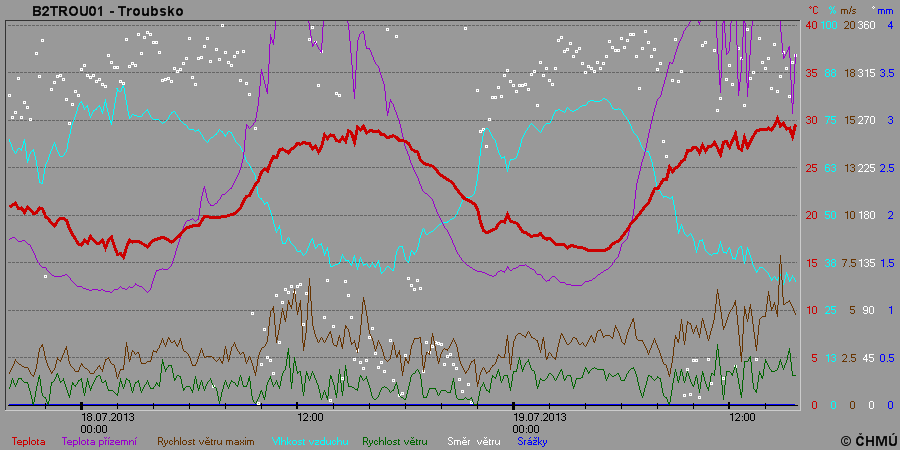 B2TROU01 - Troubsko
°C % m/s ° mm
40 100 20 360 4
35 88 18 315 3.5
30 75 15 270 3
25 63 13 225 2.5
20 50 10 180 2
15 38 7.5 135 1.5
10 25 5 90 1
5 13 2.5 45 0.5
0 0 0 0 0
18.07.2013 12:00 19.07.2013 12:00
00:00 00:00
Teplota Teplota přízemní Rychlost větru maxim Vlhkost vzduchu Rychlost větru Směr větru Srážky © ČHMÚ